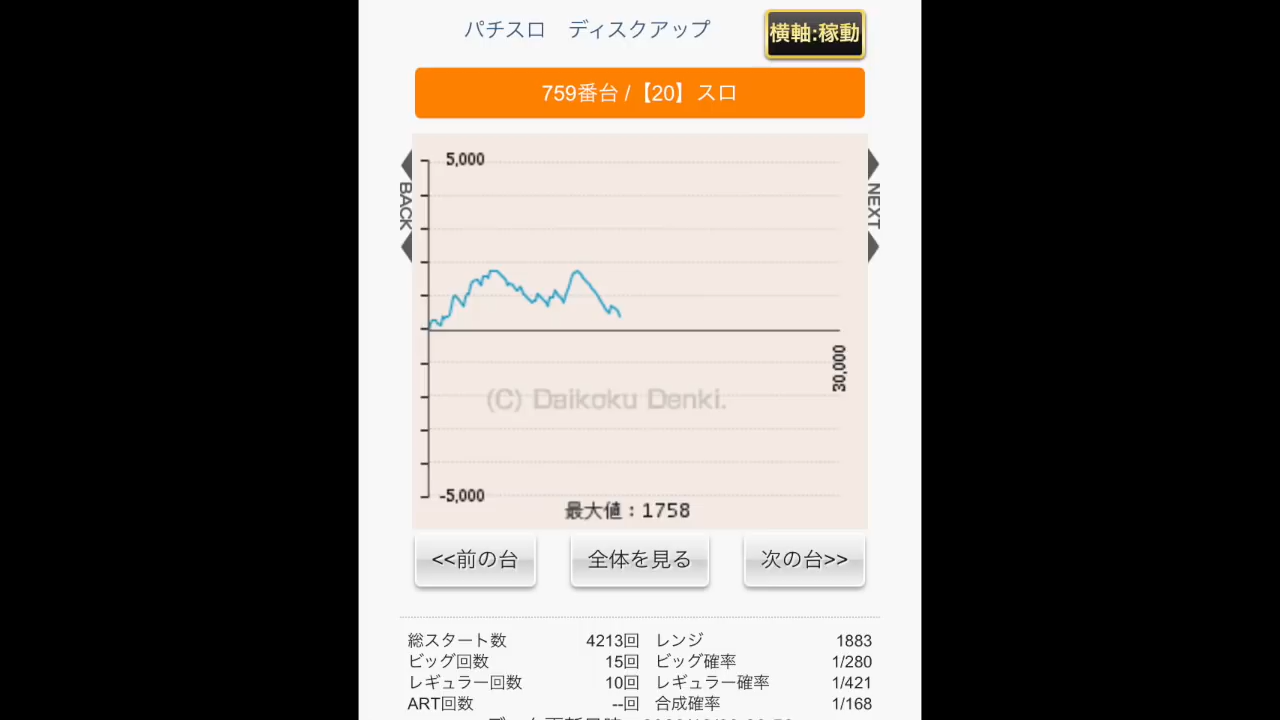 パチスロ　ディスクアップ
横軸:稼動
759番台 /【20】スロ
5,000
BACK
NEXT
30,000
(C) Daikoku Denki.
-5,000
最大値：1758
<<前の台
全体を見る
次の台>>
総スタート数 4213回 レンジ 1883
ビッグ回数 15回 ビッグ確率 1/280
レギュラー回数 10回 レギュラー確率 1/421
ART回数 --回 合成確率 1/168